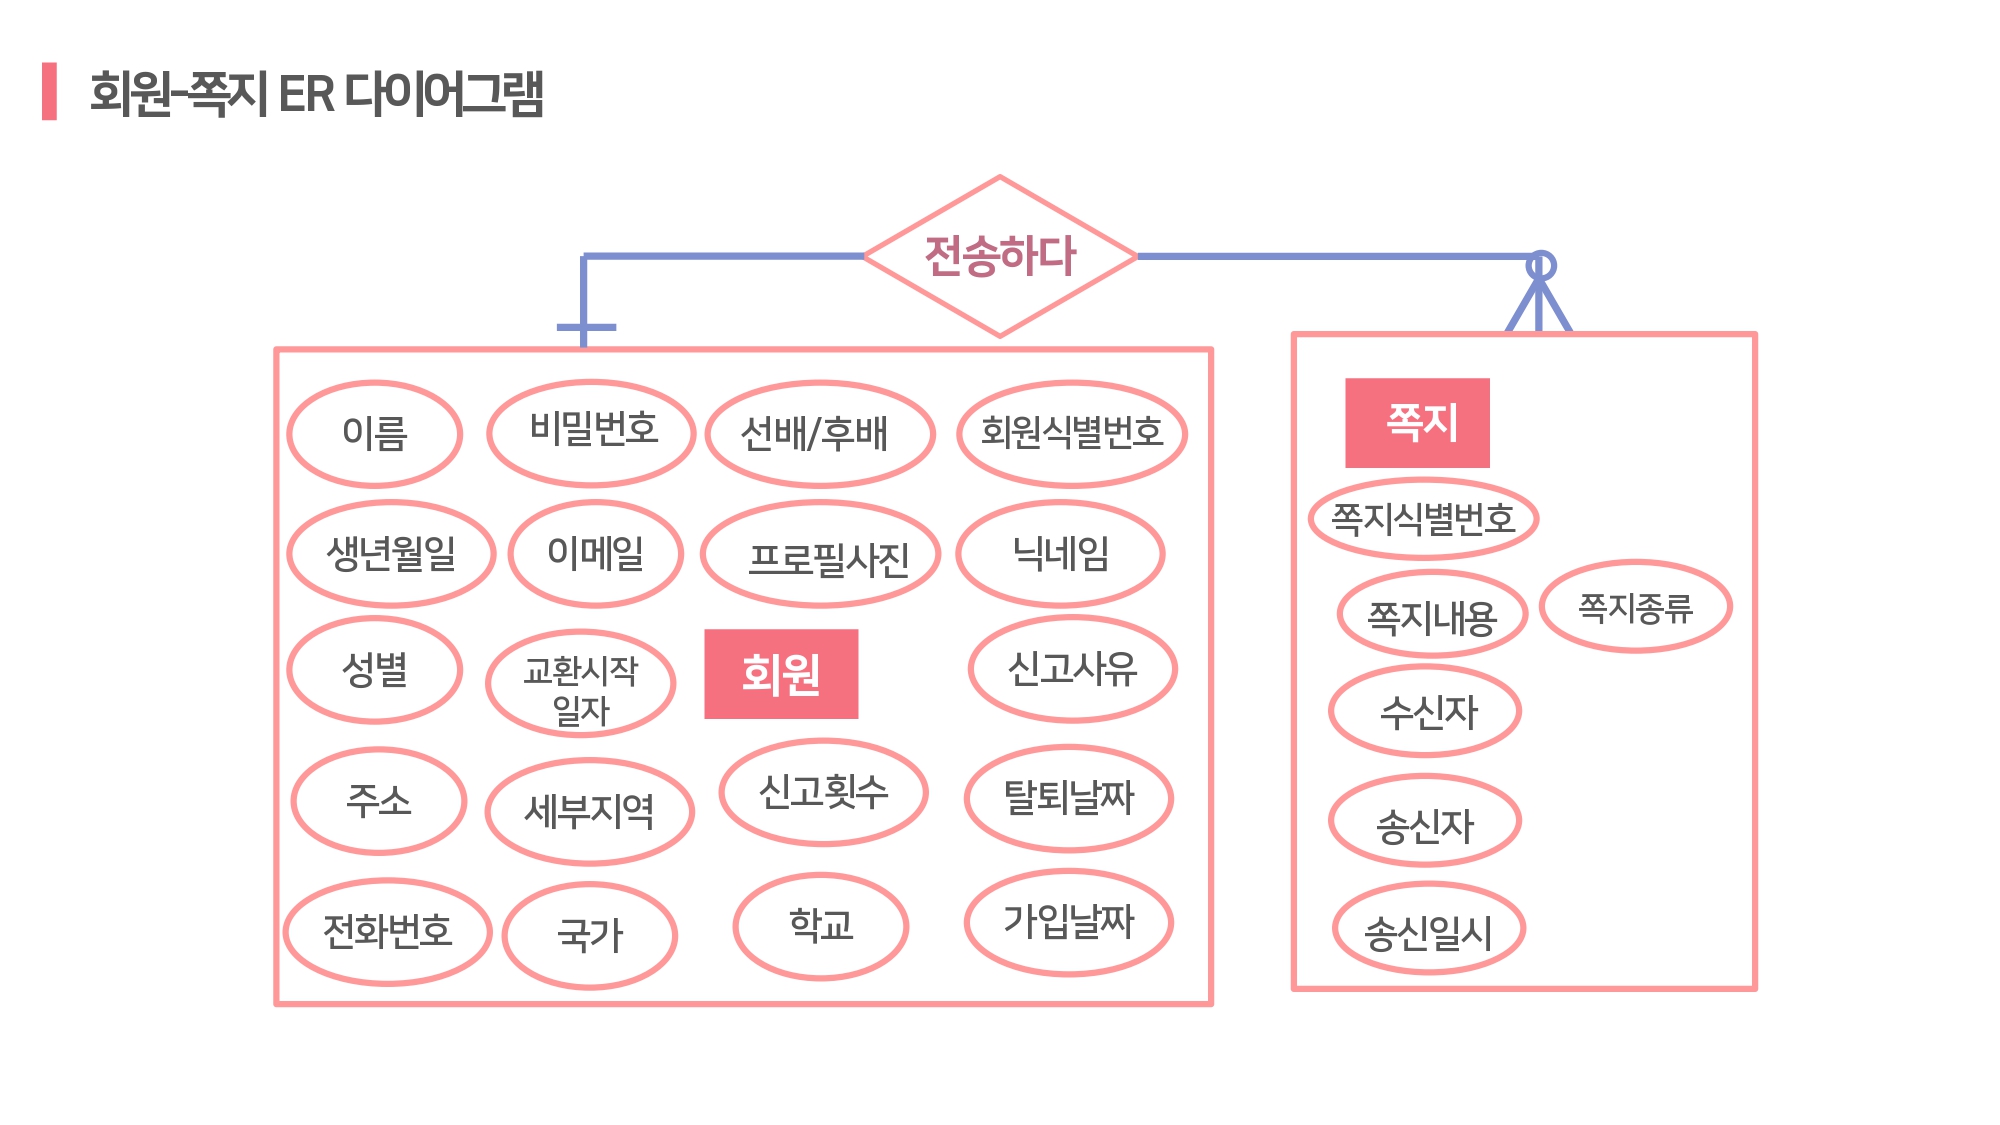 회원-쪽지 ER 다이어그램
전송하다
이름
비밀번호
선배/후배
회원식별번호
생년월일
이메일
프로필사진
닉네임
성별
교환시작
일자
회원
신고사유
주소
세부지역
신고횟수
탈퇴날짜
전화번호
국가
학교
가입날짜
쪽지
쪽지식별번호
쪽지내용
쪽지종류
수신자
송신자
송신일시